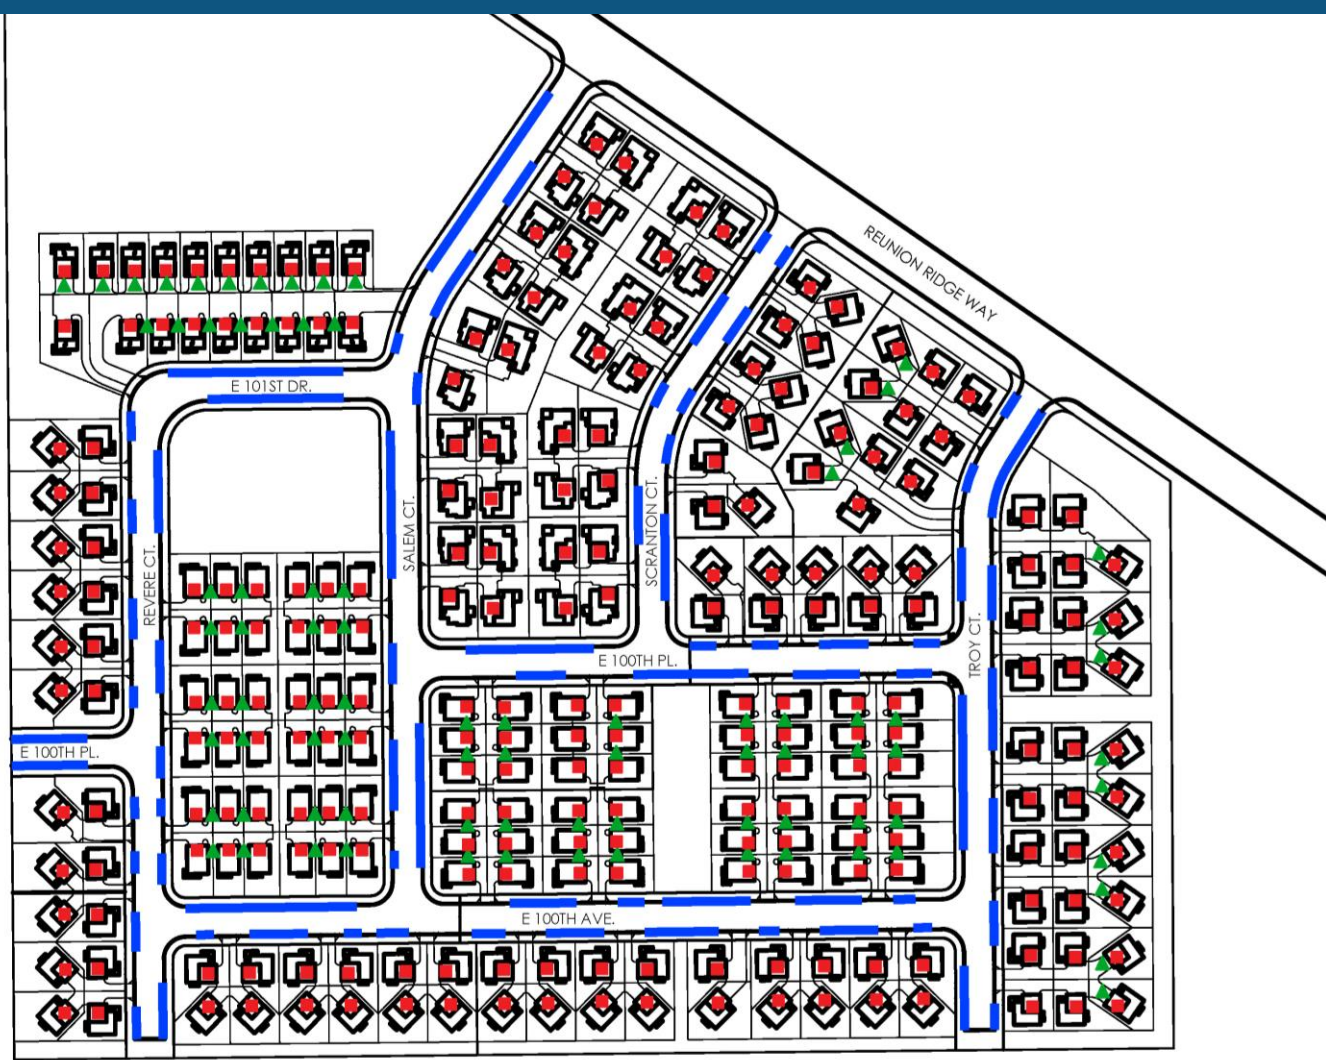 REUNION RIDGE WAY
E 101ST DR.
SALEM CT.
SCRANTON CT.
REVERE CT.
TROY CT.
E 100TH PL.
E 100TH PL.
E 100TH AVE.